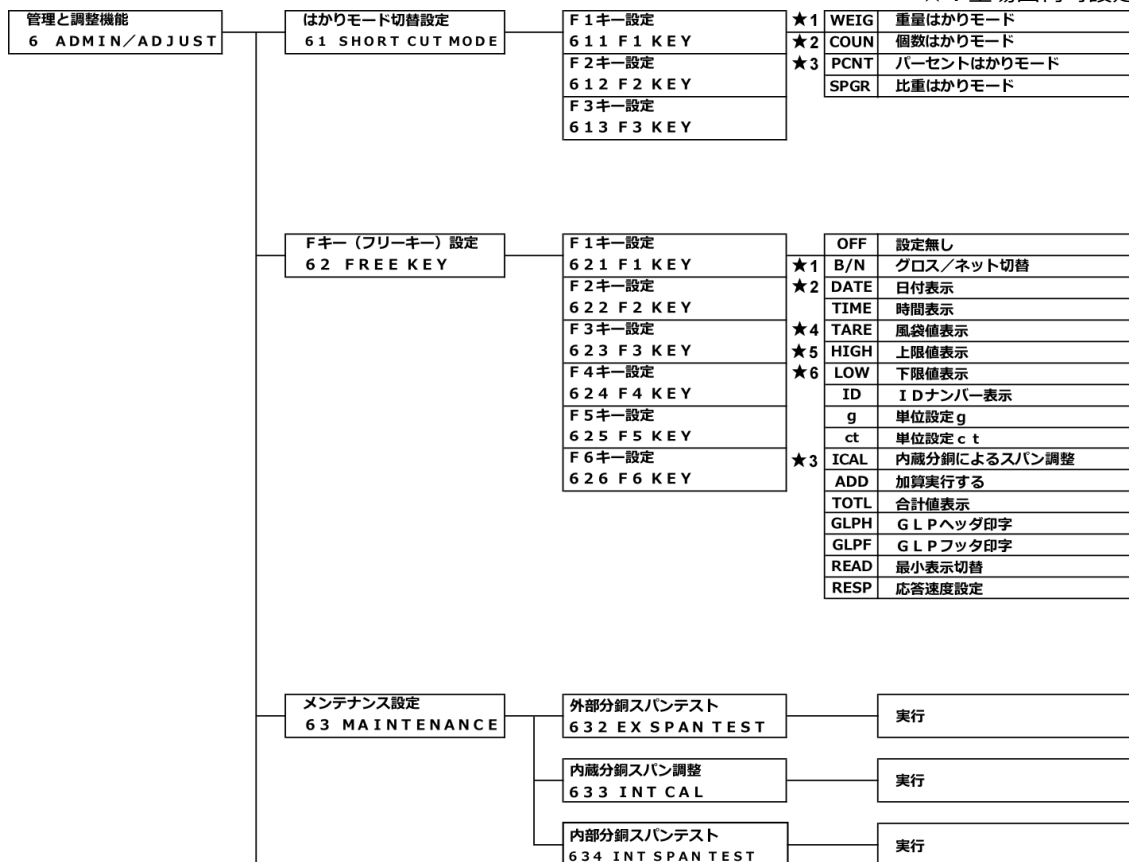 管理と調整機能
6 ADMIN/ADJUST
はかりモード切替設定
61 SHORT CUT MODE
F1キー設定
611 F1 KEY
F2キー設定
612 F2 KEY
F3キー設定
613 F3 KEY
★1 WEIG 重量はかりモード
★2 COUN 個数はかりモード
★3 PCNT パーセントはかりモード
SPGR 比重はかりモード
Fキー（フリーキー）設定
62 FREE KEY
F1キー設定
621 F1 KEY
F2キー設定
622 F2 KEY
F3キー設定
623 F3 KEY
F4キー設定
624 F4 KEY
F5キー設定
625 F5 KEY
F6キー設定
626 F6 KEY
OFF 設定無し
★1 B/N グロス／ネット切替
★2 DATE 日付表示
TIME 時間表示
★4 TARE 風袋値表示
★5 HIGH 上限値表示
★6 LOW 下限値表示
ID IDナンバー表示
g 単位設定g
ct 単位設定ct
★3 ICAL 内蔵分銅によるスパン調整
ADD 加算実行する
TOTL 合計値表示
GLPH GLPヘッダ印字
GLPF GLPフッタ印字
READ 最小表示切替
RESP 応答速度設定
メンテナンス設定
63 MAINTENANCE
外部分銅スパンテスト
632 EX SPAN TEST
実行
内蔵分銅スパン調整
633 INT CAL
実行
内部分銅スパンテスト
634 INT SPAN TEST
実行